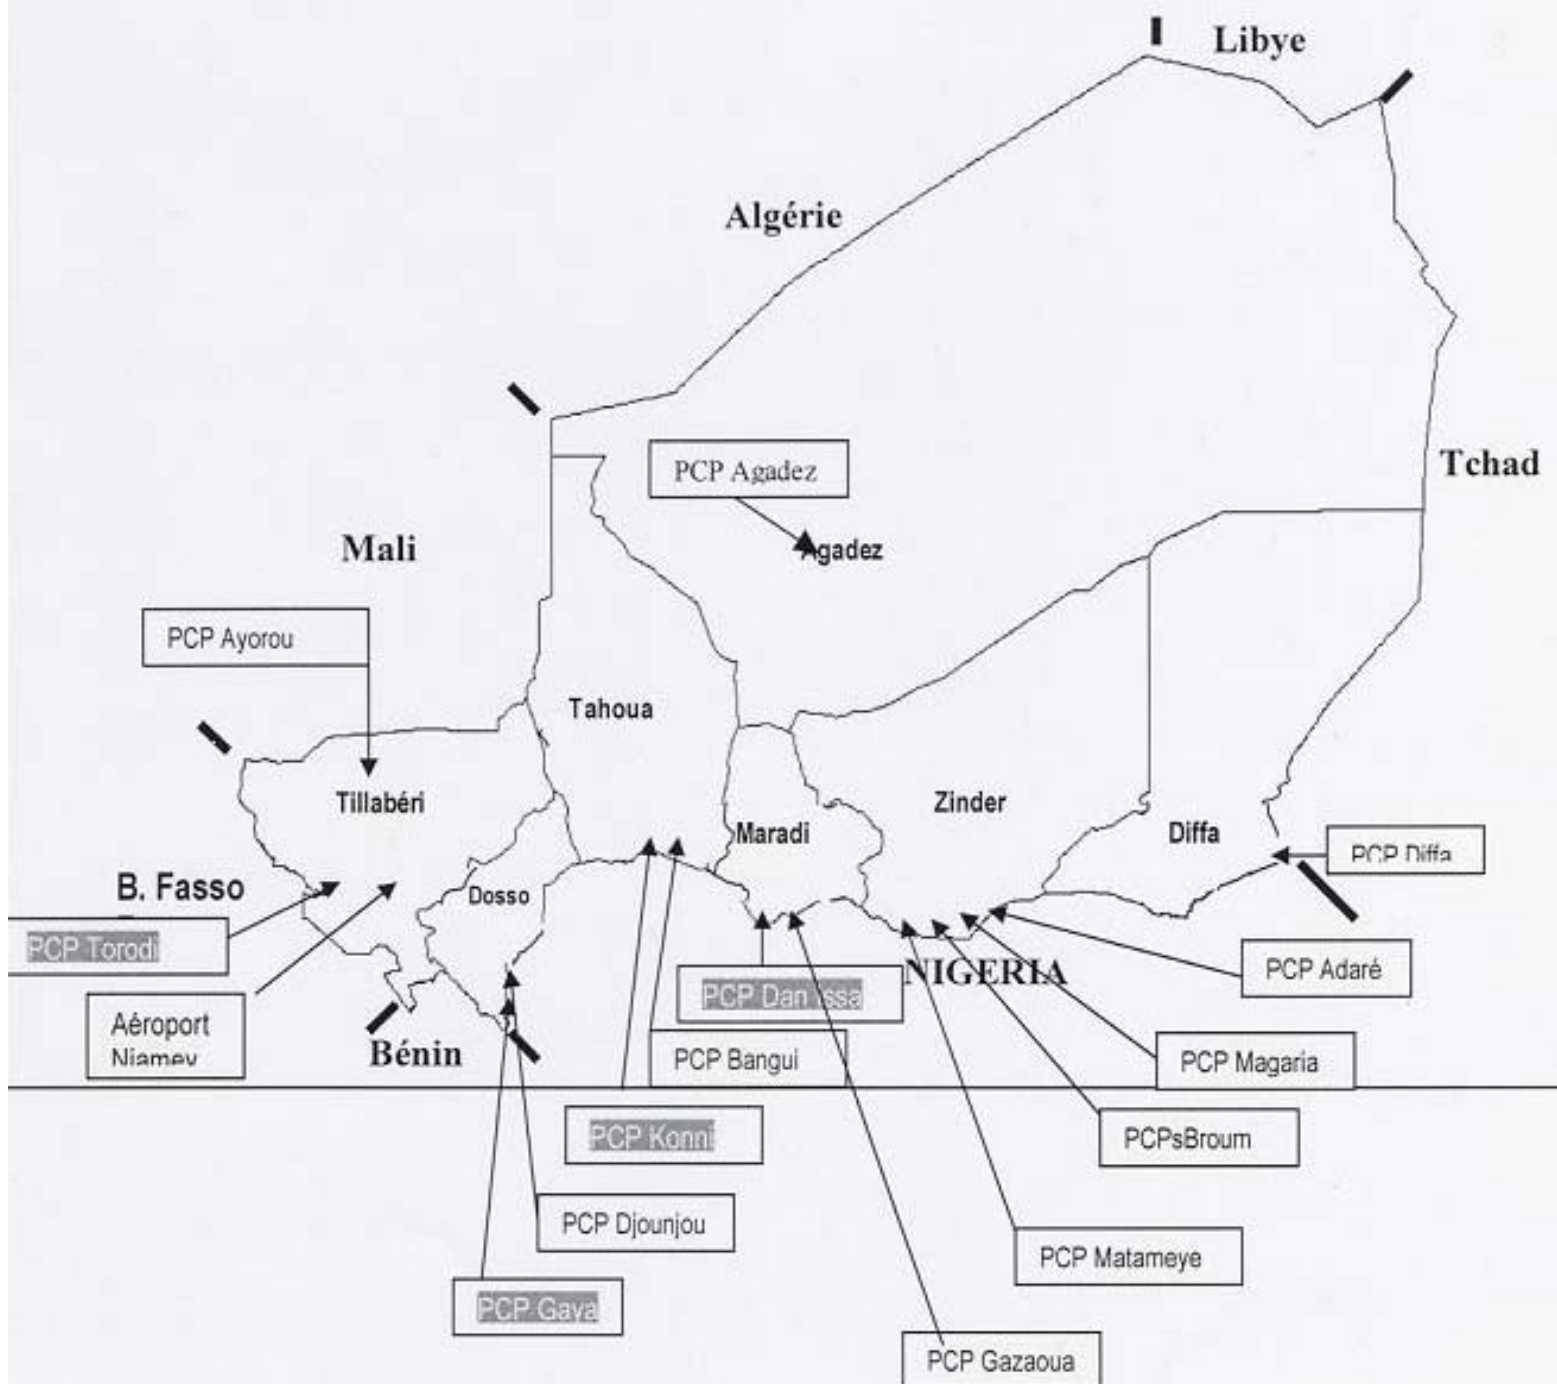 Libye
Algérie
Tchad
PCP Agadez
Agadez
Mali
PCP Ayorou
Tahoua
Tillabéri
Zinder
Maradi
Diffa
PCP Diffa
B. Fasso
Dosso
PCP Torodi
PCP Adaré
NIGERIA
PCP Dan Issa
Aéroport
Niamey
Bénin
PCP Bangui
PCP Magaria
PCP Konni
PCPsBroum
PCP Djounjou
PCP Matameye
PCP Gaya
PCP Gazaoua